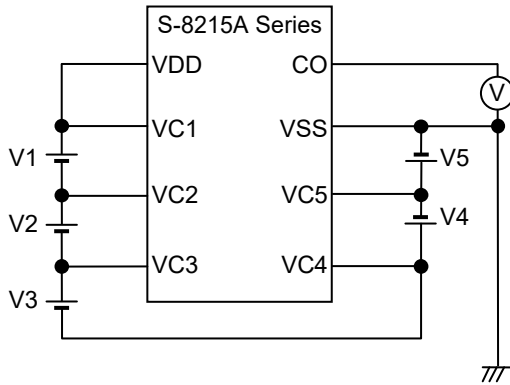 S-8215A Series
VDD
CO
V
VC1
VSS
V1
V5
VC2
VC5
V2
V4
VC3
VC4
V3